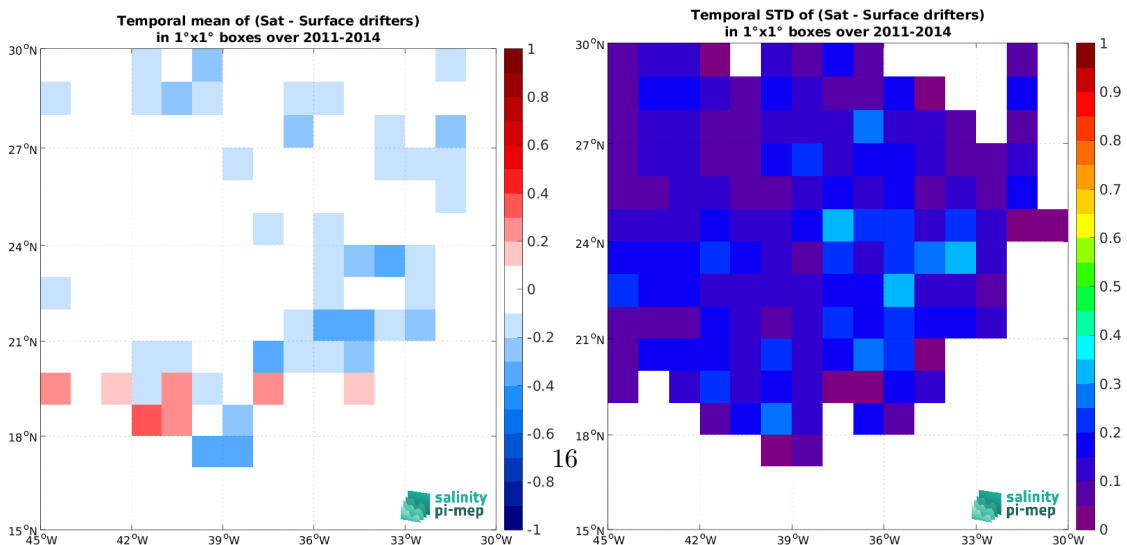 Temporal mean of (Sat - Surface drifters)
in 1°x1° boxes over 2011-2014
30°N
27°N
24°N
21°N
18°N
15°N
45°W
42°W
39°W
36°W
33°W
30°W
1
0.8
0.6
0.4
0.2
0
-0.2
-0.4
-0.6
-0.8
-1
salinity
pi-mep
16
Temporal STD of (Sat - Surface drifters)
in 1°x1° boxes over 2011-2014
30°N
27°N
24°N
21°N
18°N
15°N
45°W
42°W
39°W
36°W
33°W
30°W
1
0.9
0.8
0.7
0.6
0.5
0.4
0.3
0.2
0.1
0
salinity
pi-mep